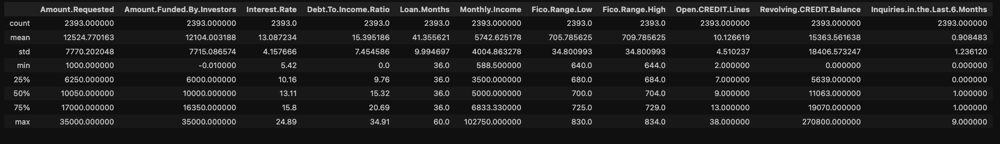 Amount.Requested Amount.Funded.By.Investors Interest.Rate Debt.To.Income.Ratio Loan.Months Monthly.Income Fico.Range.Low Fico.Range.High Open.CREDIT.Lines Revolving.CREDIT.Balance Inquiries.in.the.Last.6.Months
count 2393.000000 2393.000000 2393.0 2393.0 2393.0 2393.000000 2393.0 2393.0 2393.000000 2393.000000 2393.000000
mean 12524.770163 12104.003188 13.087234 15.395186 41.355621 5742.625178 705.785625 709.785625 10.126619 15363.561638 0.908483
std 7770.202048 7715.086574 4.157666 7.454586 9.994697 4004.863278 34.800993 34.800993 4.510237 18406.573247 1.236120
min 1000.000000 -0.010000 5.42 0.0 36.0 588.500000 640.0 644.0 2.000000 0.000000 0.000000
25% 6250.000000 6000.000000 10.16 9.76 36.0 3500.000000 680.0 684.0 7.000000 5639.000000 0.000000
50% 10050.000000 10000.000000 13.11 15.32 36.0 5000.000000 700.0 704.0 9.000000 11063.000000 1.000000
75% 17000.000000 16350.000000 15.8 20.69 36.0 6833.330000 725.0 729.0 13.000000 19070.000000 1.000000
max 35000.000000 35000.000000 24.89 34.91 60.0 102750.000000 830.0 834.0 38.000000 270800.000000 9.000000